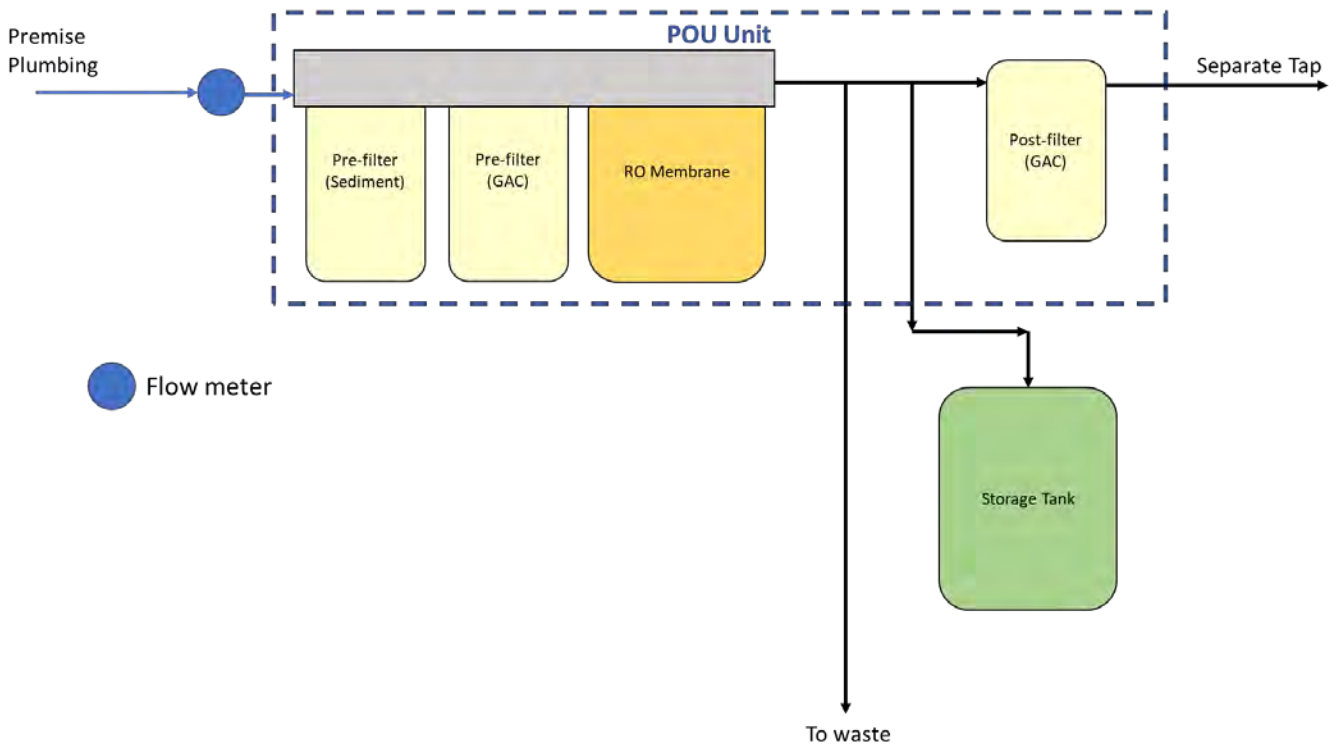 Premise
Plumbing
POU Unit
Separate Tap
Pre-filter
(Sediment)
Pre-filter
(GAC)
RO Membrane
Post-filter
(GAC)
Flow meter
Storage Tank
To waste